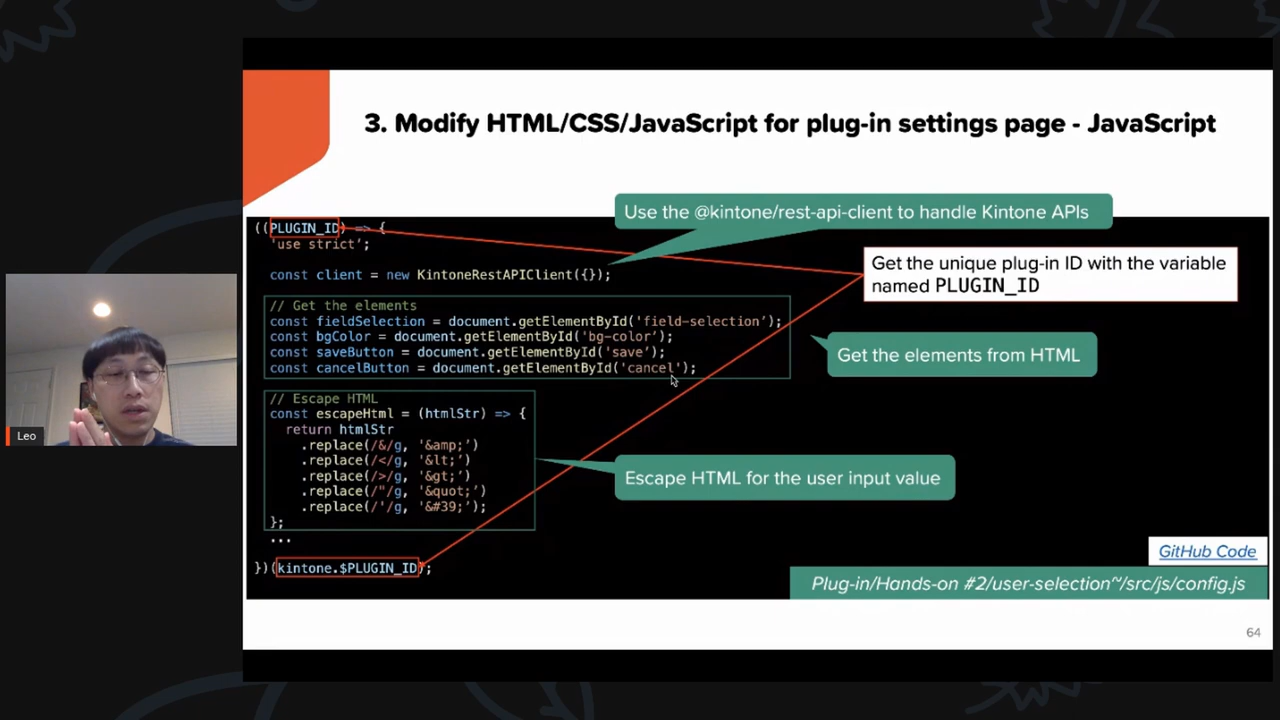 3. Modify HTML/CSS/JavaScript for plug-in settings page - JavaScript
Use the @kintone/rest-api-client to handle Kintone APIs
((PLUGIN_ID) => {
'use strict';
const client = new KintoneRestAPIClient({});
Get the unique plug-in ID with the variable
named PLUGIN_ID
// Get the elements
const fieldSelection = document.getElementById('field-selection');
const bgColor = document.getElementById('bg-color');
const saveButton = document.getElementById('save');
const cancelButton = document.getElementById('cancel');
Get the elements from HTML
// Escape HTML
const escapeHtml = (htmlStr) => {
return htmlStr
.replace(/&/g, '&amp;')
.replace(/</g, '&lt;')
.replace(/>/g, '&gt;')
.replace(/"/g, '&quot;')
.replace(/'/g, '&#39;');
};
Escape HTML for the user input value
...
})(kintone.$PLUGIN_ID);
GitHub Code
Plug-in/Hands-on #2/user-selection~/src/js/config.js
64
Leo